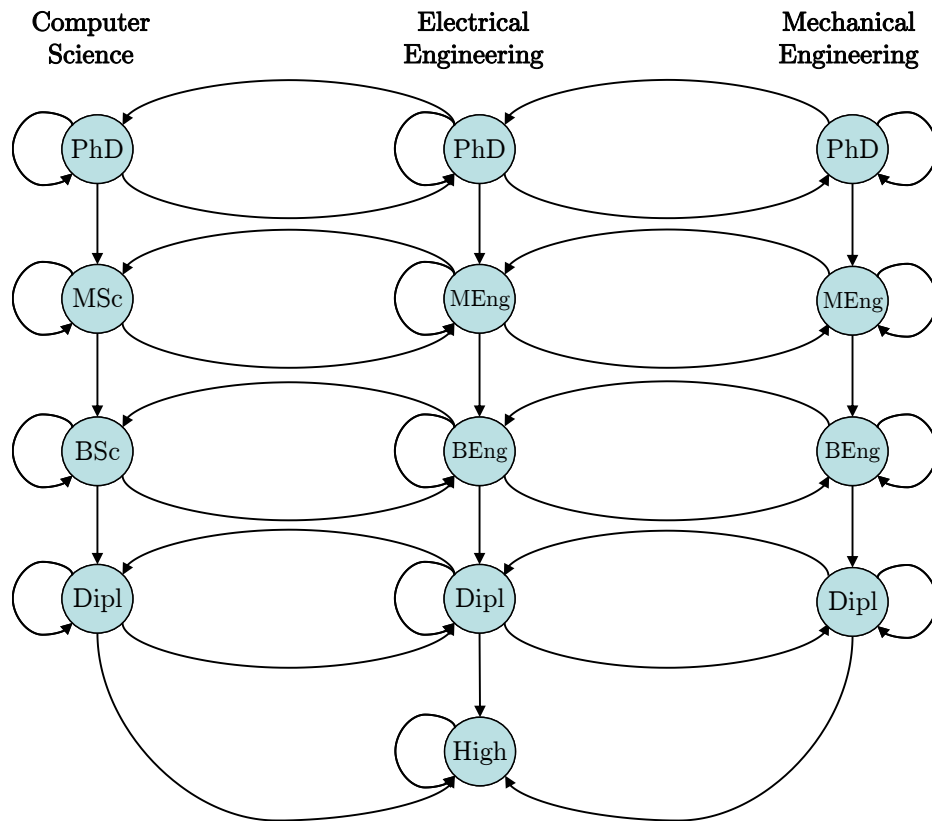 Computer
Science
Electrical
Engineering
Mechanical
Engineering
PhD
PhD
PhD
MSc
MEng
MEng
BSc
BEng
BEng
Dipl
Dipl
Dipl
High